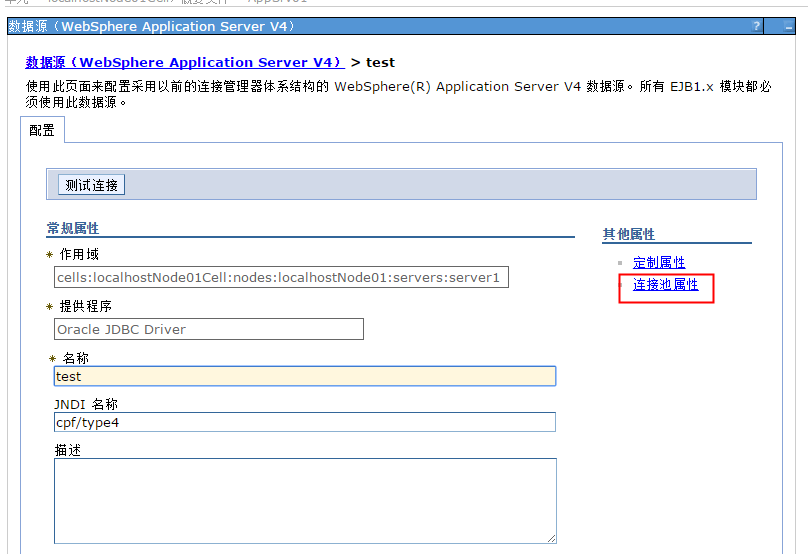 数据源（WebSphere Application Server V4）
?
数据源（WebSphere Application Server V4） > test
使用此页面来配置采用以前的连接管理器体系结构的 WebSphere(R) Application Server V4 数据源。所有 EJB1.x 模块都必
须使用此数据源。
配置
测试连接
常规属性
其他属性
* 作用域
cells:localhostNode01Cell:nodes:localhostNode01:servers:server1
定制属性
连接池属性
* 提供程序
Oracle JDBC Driver
* 名称
test
JNDI 名称
cpf/type4
描述